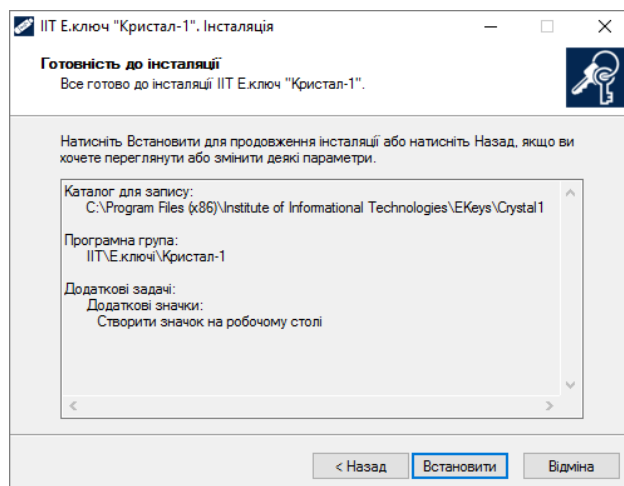 ІІТ Е.ключ "Кристал-1". Інсталяція
Готовність до інсталяції
Все готово до інсталяції ІІТ Е.ключ "Кристал-1".
Натисніть Встановити для продовження інсталяції або натисніть Назад, якщо ви
хочете переглянути або змінити деякі параметри.
Каталог для запису:
C:\Program Files (x86)\Institute of Informational Technologies\EKeys\Crystal1
Програмна група:
ІІТ\Е.ключі\Кристал-1
Додаткові задачі:
Додаткові значки:
Створити значок на робочому столі
< Назад
Встановити
Відміна